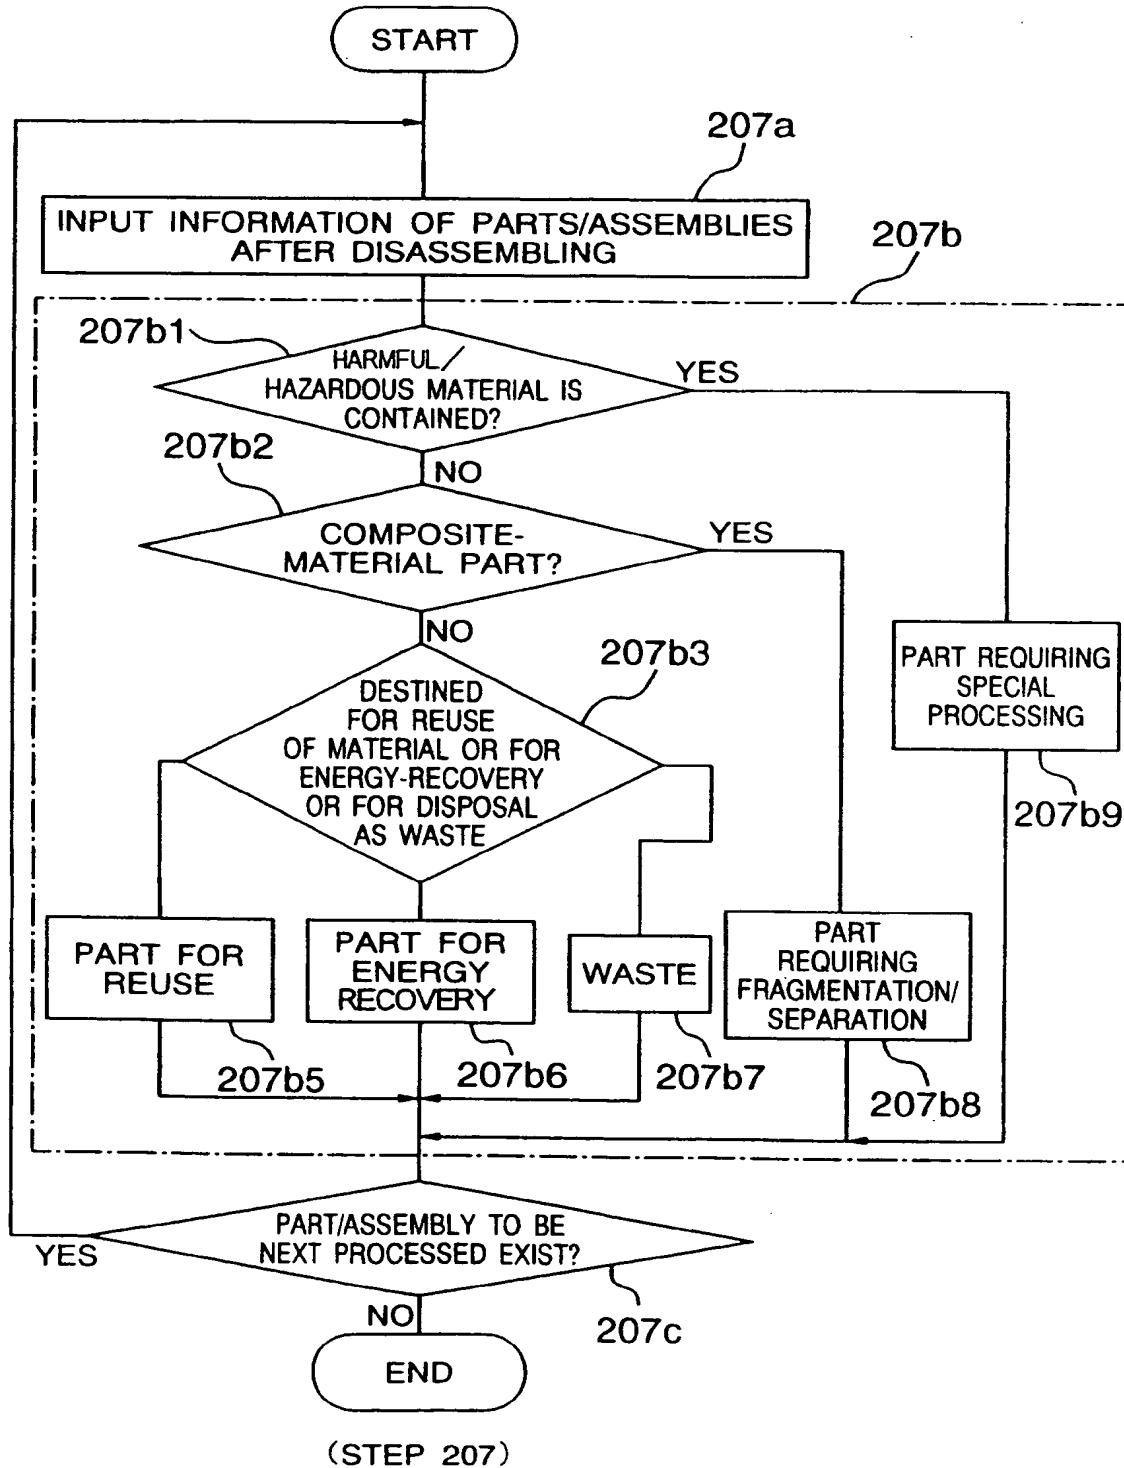 START
207a
INPUT INFORMATION OF PARTS/ASSEMBLIES
AFTER DISASSEMBLING
207b
207b1
HARMFUL/
HAZARDOUS MATERIAL IS
CONTAINED?
YES
NO
207b2
COMPOSITE-
MATERIAL PART?
YES
NO
207b3
DESTINED
FOR REUSE
OF MATERIAL OR FOR
ENERGY-RECOVERY
OR FOR DISPOSAL
AS WASTE
PART REQUIRING
SPECIAL
PROCESSING
207b9
PART FOR
REUSE
207b5
PART FOR
ENERGY
RECOVERY
207b6
WASTE
207b7
PART
REQUIRING
FRAGMENTATION/
SEPARATION
207b8
PART/ASSEMBLY TO BE
NEXT PROCESSED EXIST?
YES
NO
207c
END
(STEP 207)